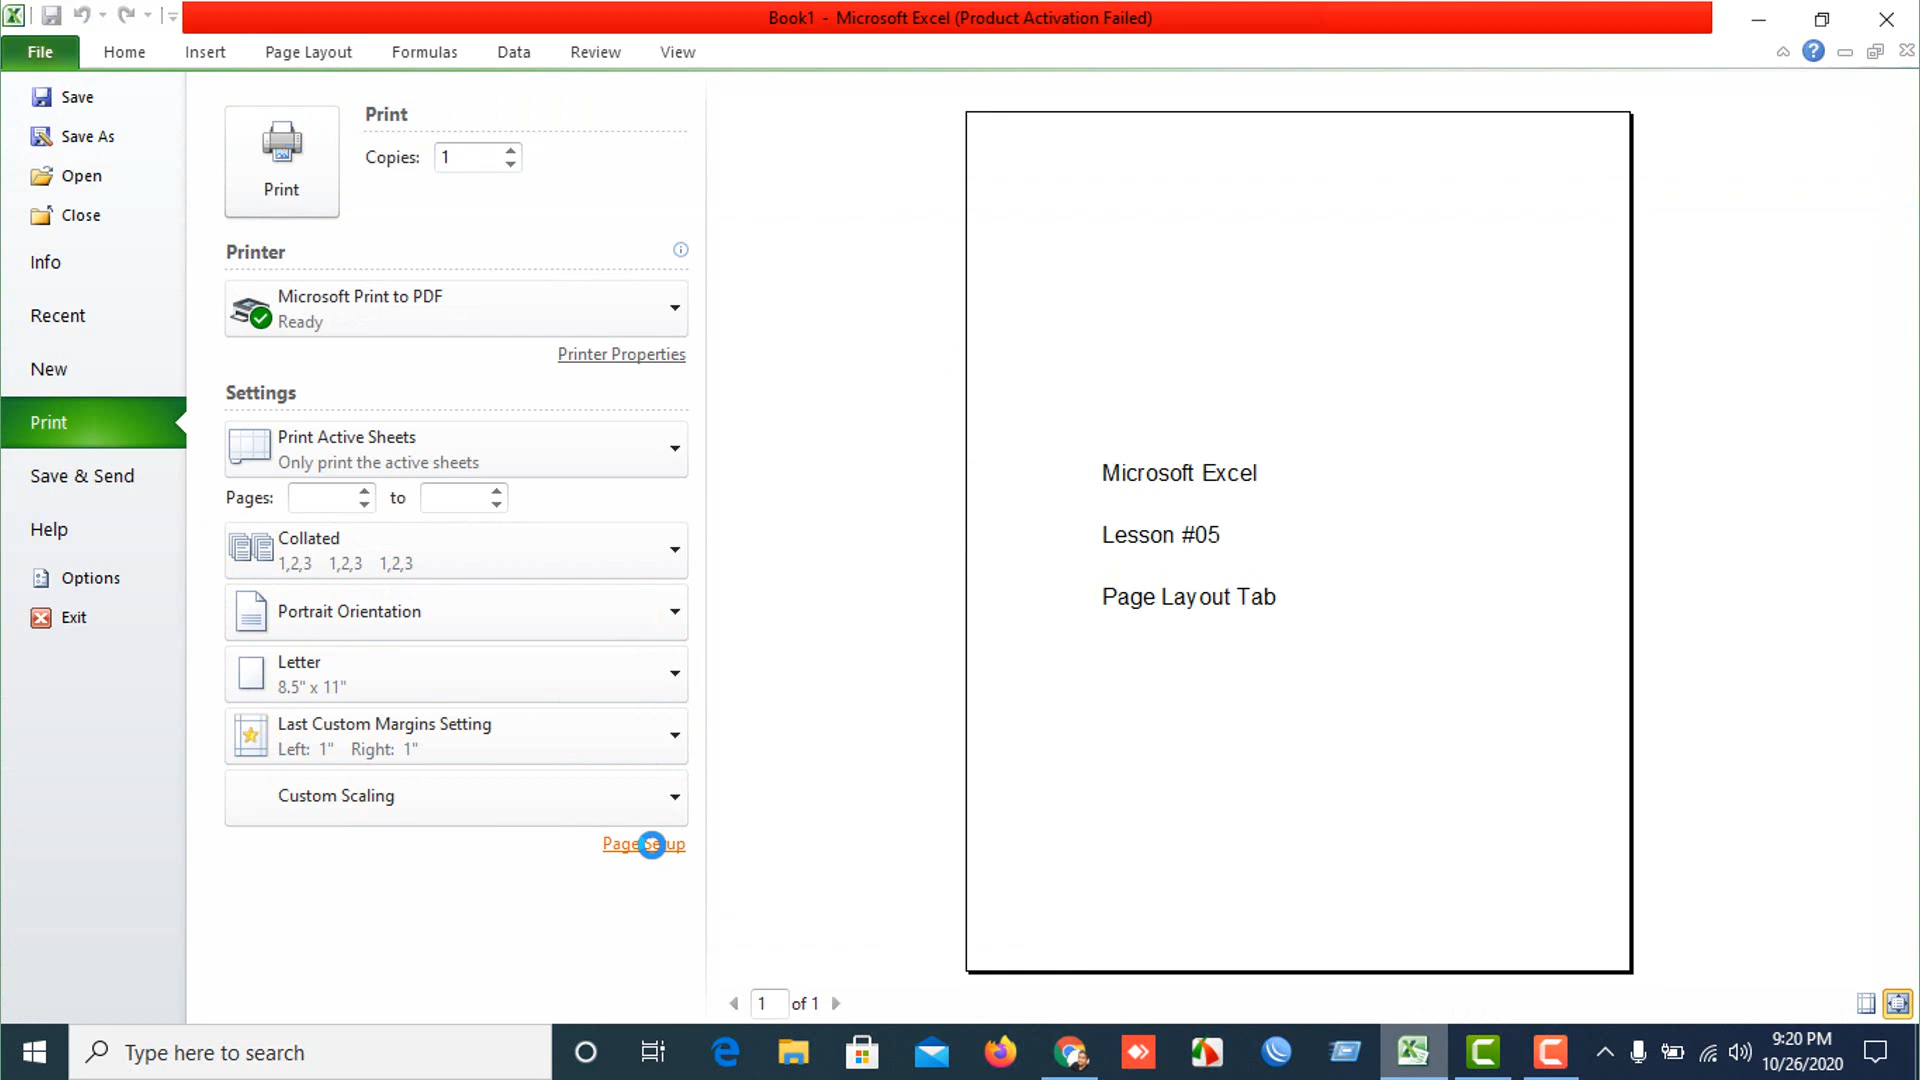 Book1 - Microsoft Excel (Product Activation Failed)
File Home Insert Page Layout Formulas Data Review View
Save
Save As
Open
Close
Info
Recent
New
Print
Save & Send
Help
Options
Exit
Print
Print
Copies: 1
Printer
Microsoft Print to PDF
Ready
Printer Properties
Settings
Print Active Sheets
Only print the active sheets
Pages: to
Collated
1,2,3 1,2,3 1,2,3
Portrait Orientation
Letter
8.5" x 11"
Last Custom Margins Setting
Left: 1" Right: 1"
Custom Scaling
Page Setup
Microsoft Excel
Lesson #05
Page Layout Tab
1 of 1
Type here to search
9:20 PM
10/26/2020